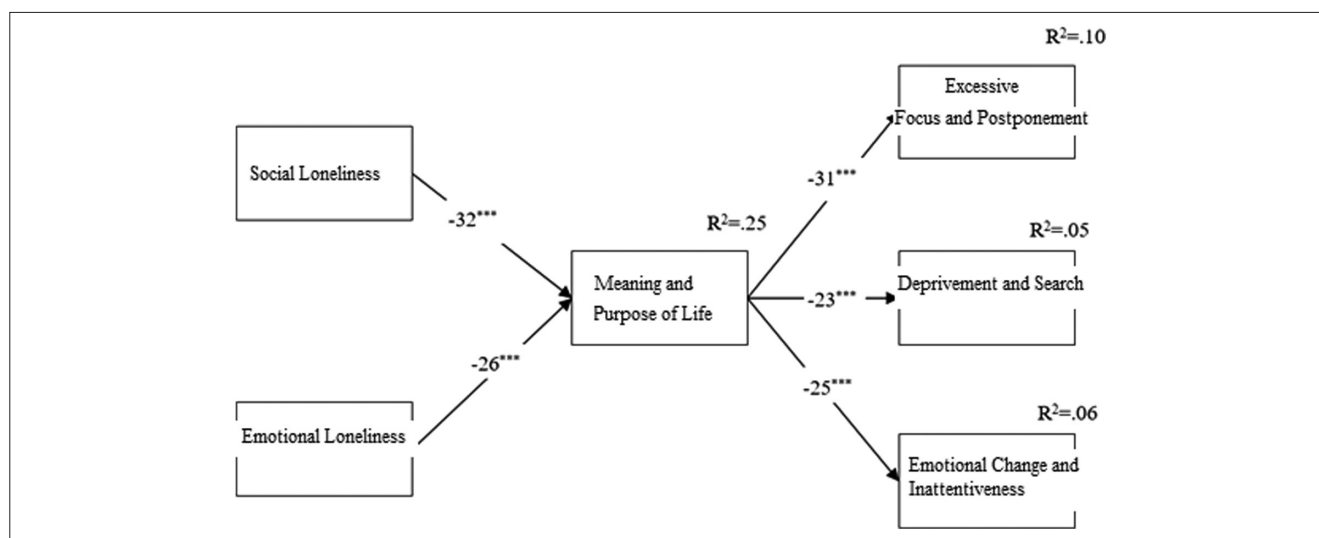 R²=.10
Excessive
Focus and Postponement
Social Loneliness
-31***
-32***
R²=.25
R²=.05
Meaning and
Purpose of Life
Deprivement and Search
-23***
-26***
-25***
R²=.06
Emotional Loneliness
Emotional Change and
Inattentiveness